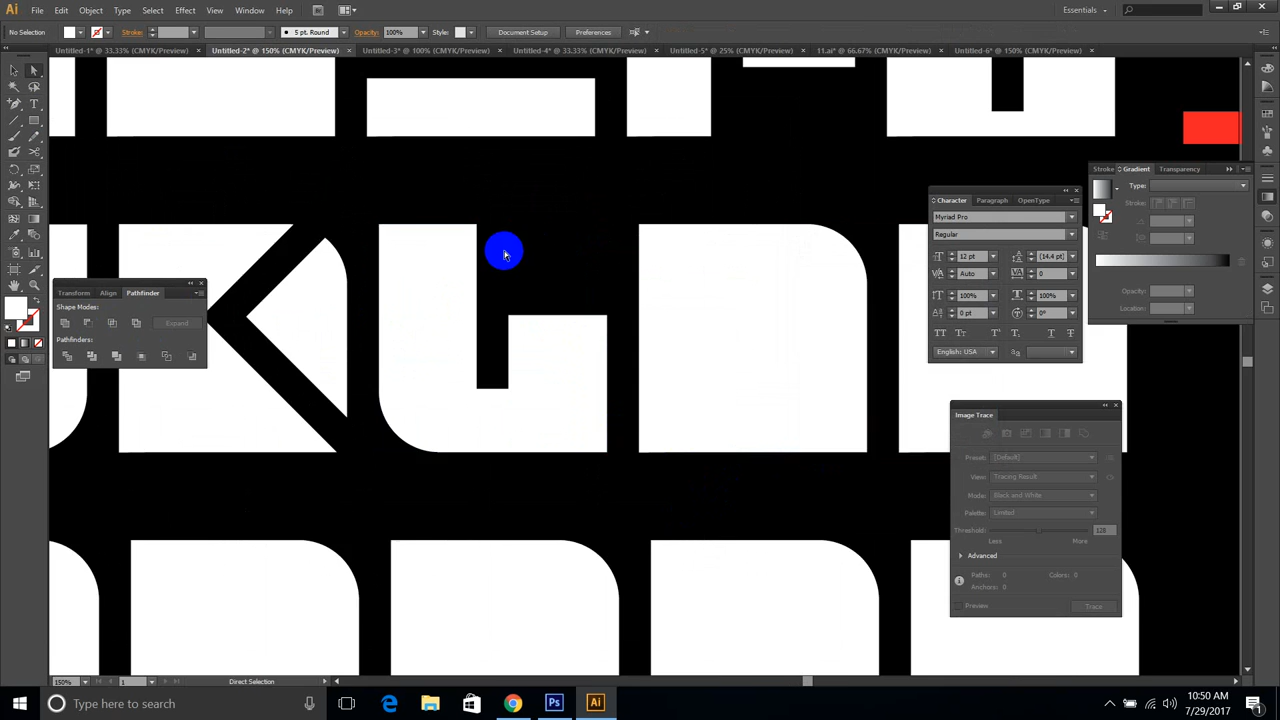 Ai File Edit Object Type Select Effect View Window Help Br Essentials
No Selection Stroke: 5 pt. Round Opacity: 100% Style: Document Setup Preferences
Untitled-1* @ 33.33% (CMYK/Preview) × Untitled-2* @ 150% (CMYK/Preview) × Untitled-3* @ 100% (CMYK/Preview) × Untitled-4* @ 33.33% (CMYK/Preview) × Untitled-5* @ 25% (CMYK/Preview) × 11.ai* @ 66.67% (CMYK/Preview) × Untitled-6* @ 150% (CMYK/Preview) ×
Stroke Gradient Transparency
Type:
Stroke:
Opacity:
Location:
Character Paragraph OpenType
Myriad Pro
Regular
12 pt (14.4 pt)
Auto 0
100% 100%
0 pt 0°
English: USA
Transform Align Pathfinder
Shape Modes:
Expand
Pathfinders:
K L
Image Trace
Preset: [Default]
View: Tracing Result
Mode: Black and White
Palette: Limited
Threshold: 128
Less More
Advanced
Paths: 0 Colors: 0
Anchors: 0
Preview Trace
150% 1 Direct Selection
Type here to search Ps Ai 10:50 AM
7/29/2017